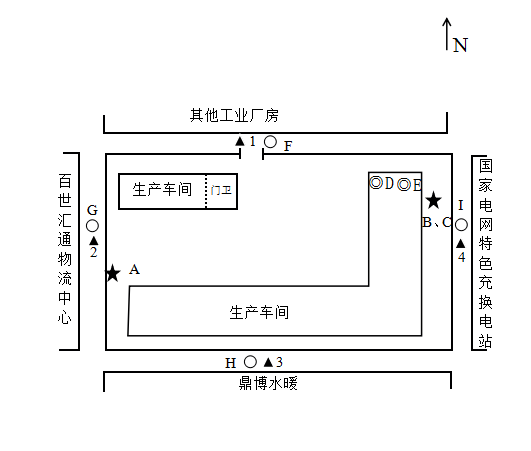 N
其他工业厂房
▲1 ○ F
国家电网特色充换电站
百世汇通物流中心
生产车间
门卫
◎D◎E
G
○
▲
2
I
○
▲
4
★
B、C
★ A
生产车间
H ○ ▲3
鼎博水暖